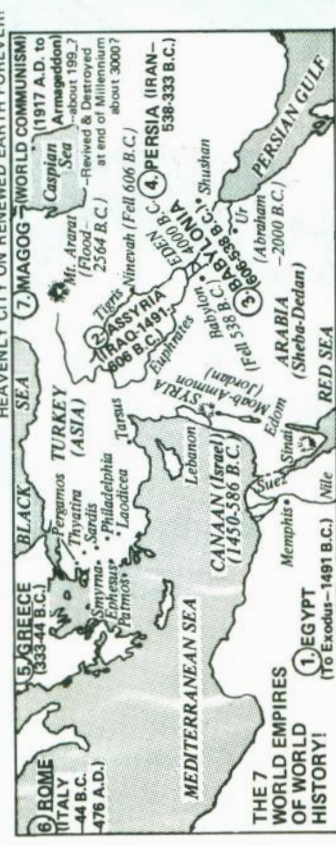 HEAVENLY CITY ON RENEWED EARTH FOREVER!
6. ROME
(ITALY
-44 B.C.
-476 A.D.)
5. GREECE
(333-44 B.C.)
BLACK SEA
7. MAGOG—(WORLD COMMUNISM)
(1917 A.D. to
Armageddon)
--about 199_?
—Revived & Destroyed
at end of Millennium
about 3000?
Caspian
Sea
Mt. Ararat
(Flood—
2564 B.C.)
TURKEY
(ASIA)
Pergamos
Thyatira
Sardis
Philadelphia
Laodicea
Smyrna
Ephesus
Patmos
Tarsus
Tigris
Ninevah (Fell 606 B.C.)
2. ASSYRIA
(IRAQ-1491-
606 B.C.)
Euphrates
EDEN
4000 B.C.
4. PERSIA (IRAN—
538-333 B.C.)
3. BABYLONIA
(606-538 B.C.)
Babylon
(Fell 538 B.C.)
Shushan
Ur
(Abraham
-2000 B.C.)
PERSIAN GULF
SYRIA
Lebanon
Moab-Ammon
(Jordan)
MEDITERRANEAN SEA
CANAAN (Israel)
(1450-586 B.C.)
Edom
Sinai
Suez
ARABIA
(Sheba-Dedan)
RED SEA
Memphis
Nile
1. EGYPT
(To Exodus—1491 B.C.)
THE 7
WORLD EMPIRES
OF WORLD
HISTORY!